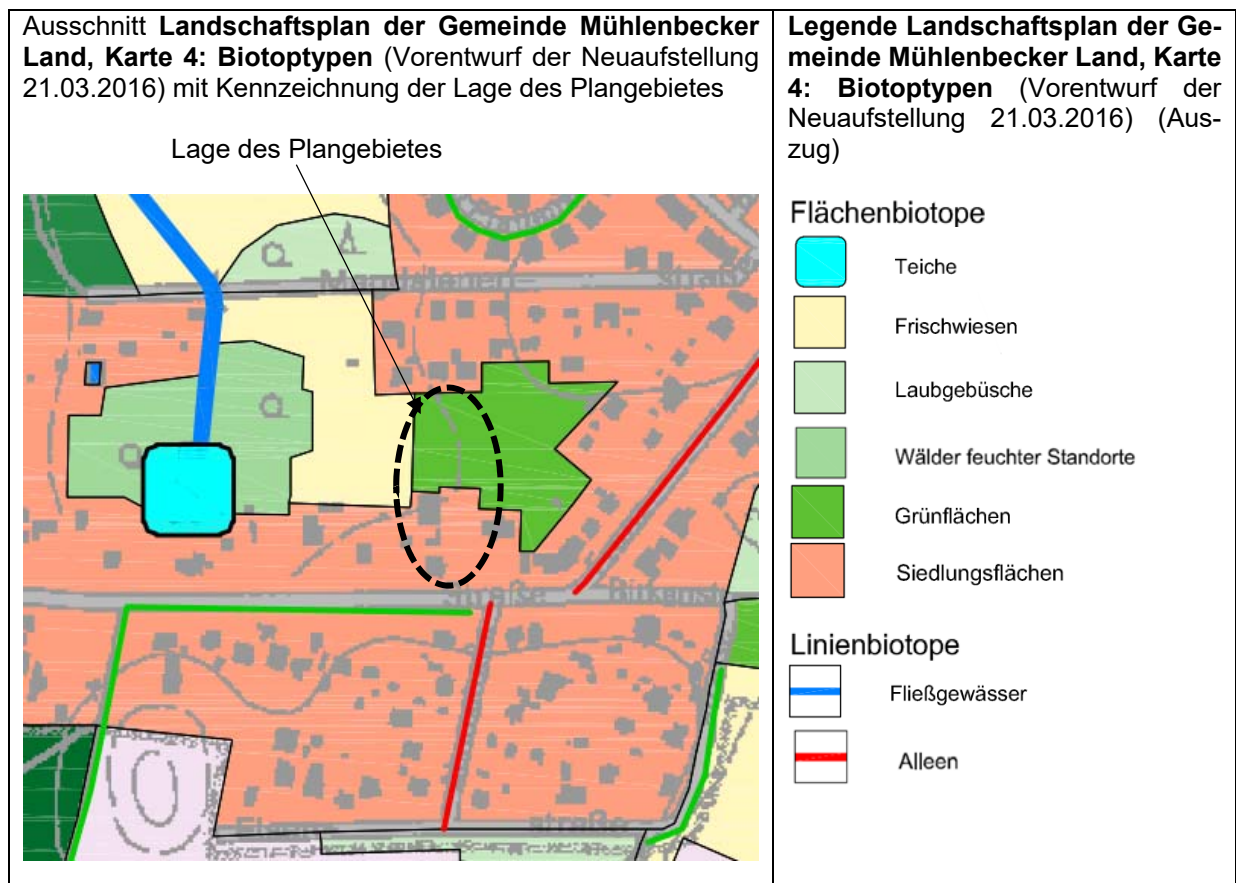 Ausschnitt Landschaftsplan der Gemeinde Mühlenbecker
Land, Karte 4: Biotoptypen (Vorentwurf der Neuaufstellung
21.03.2016) mit Kennzeichnung der Lage des Plangebietes
Lage des Plangebietes
Straße
Straße
Birkenst
straße
Legende Landschaftsplan der Ge-
meinde Mühlenbecker Land, Karte
4: Biotoptypen (Vorentwurf der
Neuaufstellung 21.03.2016) (Aus-
zug)
Flächenbiotope
Teiche
Frischwiesen
Laubgebüsche
Wälder feuchter Standorte
Grünflächen
Siedlungsflächen
Linienbiotope
Fließgewässer
Alleen